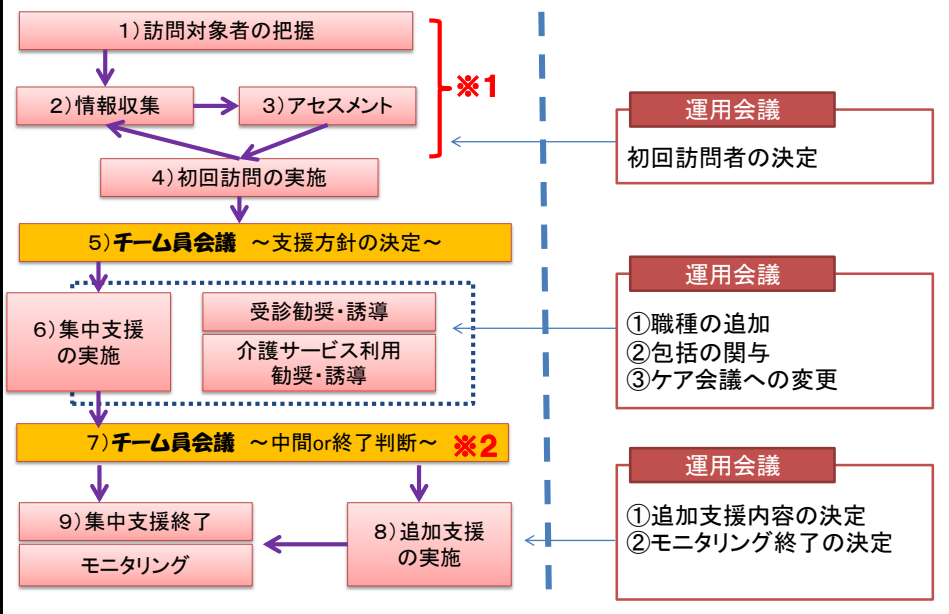 1)訪問対象者の把握
※1
2)情報収集
3)アセスメント
4)初回訪問の実施
5)チーム員会議 ～支援方針の決定～
6)集中支援
の実施
受診勧奨・誘導
介護サービス利用
勧奨・誘導
7)チーム員会議 ～中間or終了判断～
※2
9)集中支援終了
モニタリング
8)追加支援
の実施
運用会議
初回訪問者の決定
運用会議
①職種の追加
②包括の関与
③ケア会議への変更
運用会議
①追加支援内容の決定
②モニタリング終了の決定